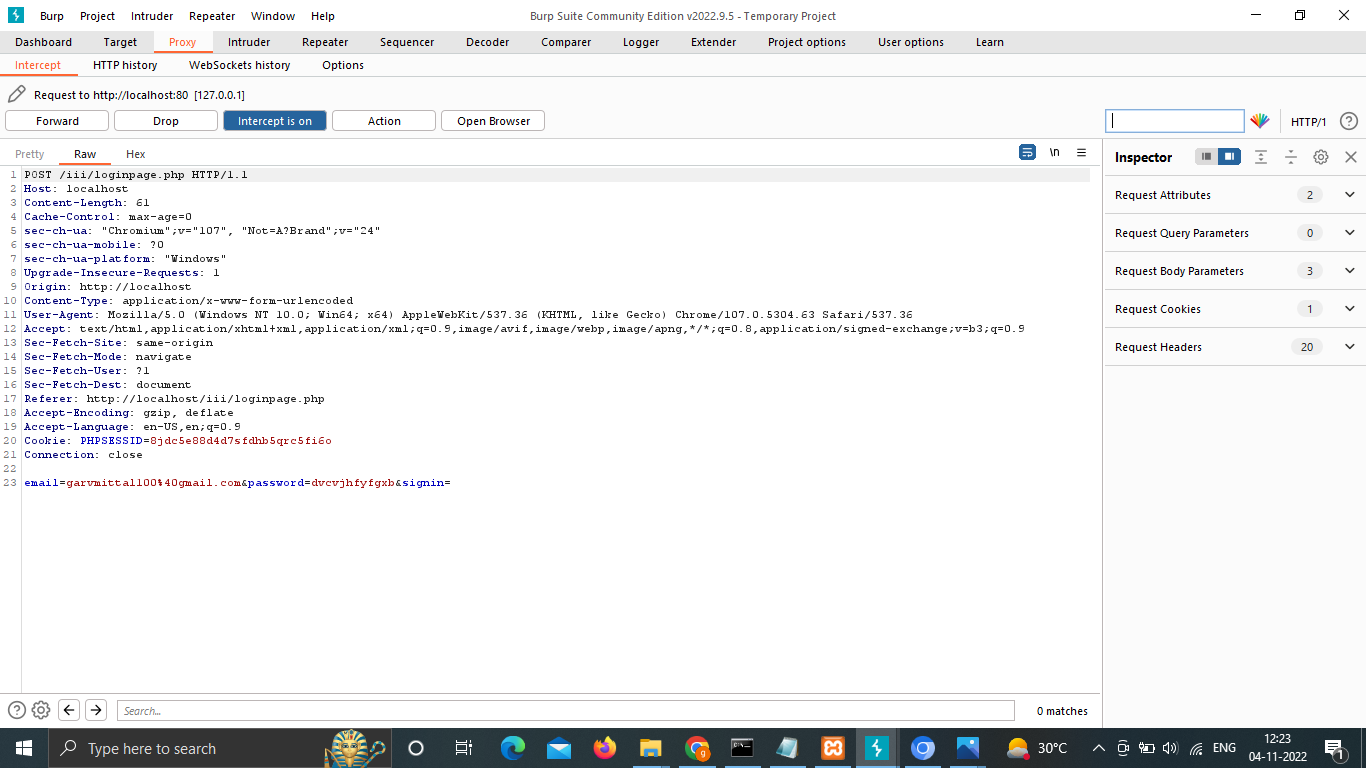 Burp Project Intruder Repeater Window Help Burp Suite Community Edition v2022.9.5 - Temporary Project
Dashboard Target Proxy Intruder Repeater Sequencer Decoder Comparer Logger Extender Project options User options Learn
Intercept HTTP history WebSockets history Options
Request to http://localhost:80 [127.0.0.1]
Forward Drop Intercept is on Action Open Browser HTTP/1 ?
Pretty Raw Hex \n Inspector
1 POST /iii/loginpage.php HTTP/1.1
2 Host: localhost
3 Content-Length: 61
4 Cache-Control: max-age=0
5 sec-ch-ua: "Chromium";v="107", "Not=A?Brand";v="24"
6 sec-ch-ua-mobile: ?0
7 sec-ch-ua-platform: "Windows"
8 Upgrade-Insecure-Requests: 1
9 Origin: http://localhost
10 Content-Type: application/x-www-form-urlencoded
11 User-Agent: Mozilla/5.0 (Windows NT 10.0; Win64; x64) AppleWebKit/537.36 (KHTML, like Gecko) Chrome/107.0.5304.63 Safari/537.36
12 Accept: text/html,application/xhtml+xml,application/xml;q=0.9,image/avif,image/webp,image/apng,*/*;q=0.8,application/signed-exchange;v=b3;q=0.9
13 Sec-Fetch-Site: same-origin
14 Sec-Fetch-Mode: navigate
15 Sec-Fetch-User: ?1
16 Sec-Fetch-Dest: document
17 Referer: http://localhost/iii/loginpage.php
18 Accept-Encoding: gzip, deflate
19 Accept-Language: en-US,en;q=0.9
20 Cookie: PHPSESSID=8jdc5e88d4d7sfdhb5qrc5fi6o
21 Connection: close
22
23 email=garvmittal100%40gmail.com&password=dvcvjhfyfgxb&signin=
Request Attributes 2
Request Query Parameters 0
Request Body Parameters 3
Request Cookies 1
Request Headers 20
? Search... 0 matches
Type here to search 30°C ENG 12:23
04-11-2022 1